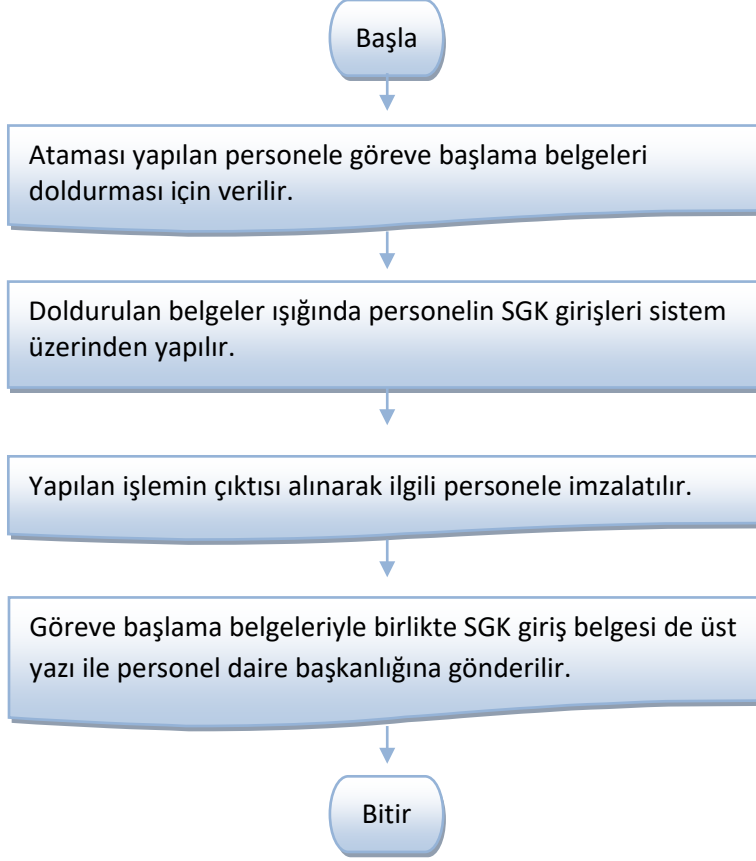 Başla
Ataması yapılan personele göreve başlama belgeleri
doldurması için verilir.
Doldurulan belgeler ışığında personelin SGK girişleri sistem
üzerinden yapılır.
Yapılan işlemin çıktısı alınarak ilgili personele imzalatılır.
Göreve başlama belgeleriyle birlikte SGK giriş belgesi de üst
yazı ile personel daire başkanlığına gönderilir.
Bitir